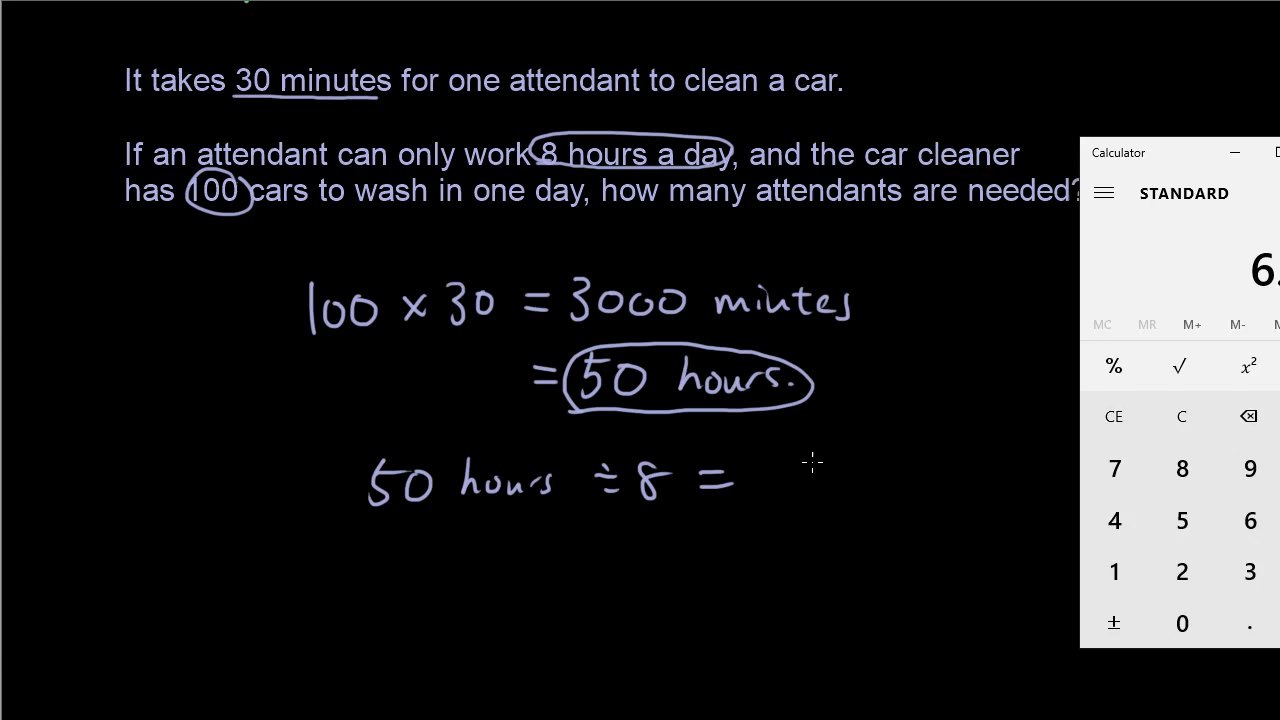 It takes 30 minutes for one attendant to clean a car.
If an attendant can only work 8 hours a day, and the car cleaner
has 100 cars to wash in one day, how many attendants are needed?
100 × 30 = 3000 miutes
= 50 hours.
50 hours ÷ 8 =
Calculator
STANDARD
6.
MC MR M+ M-
% √ x²
CE C
7 8 9
4 5 6
1 2 3
± 0 .